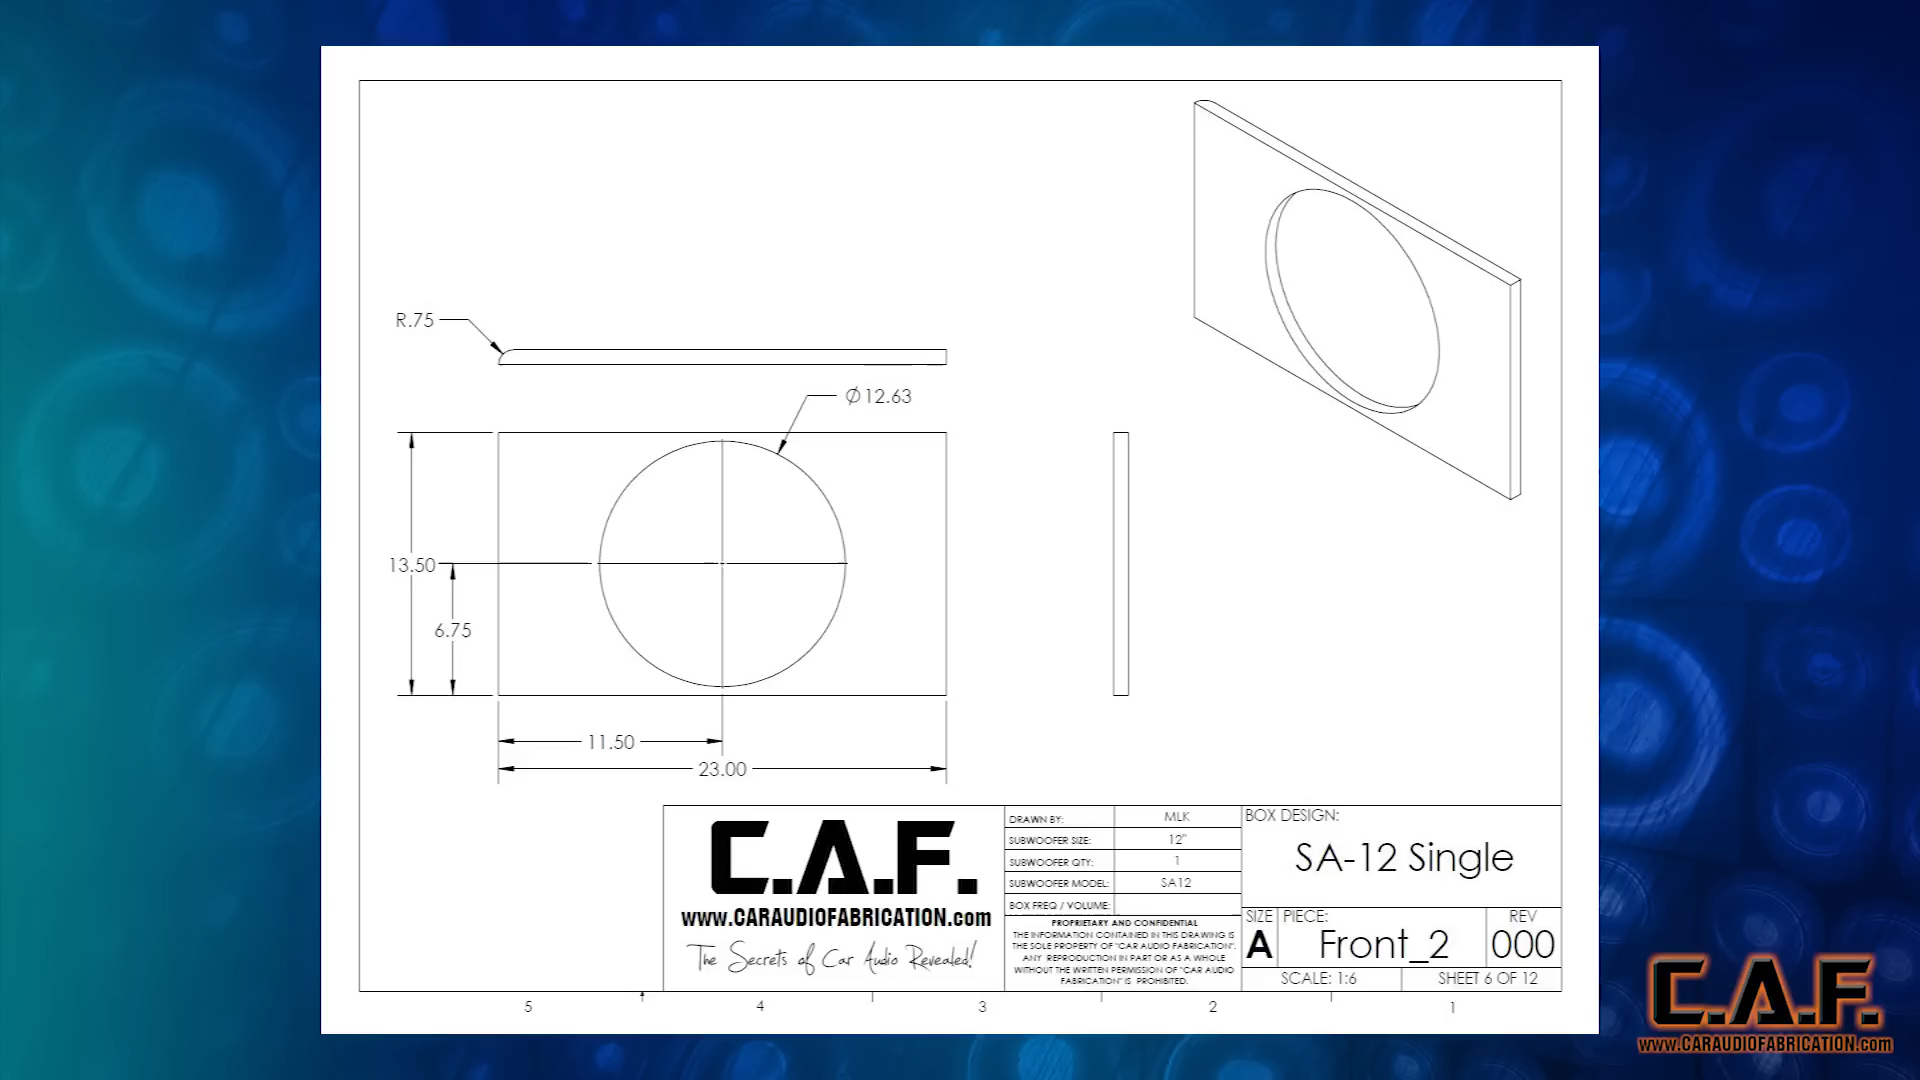 R.75
Ø12.63
13.50
6.75
11.50
23.00
C.A.F.
www.CARAUDIOFABRICATION.com
The Secrets of Car Audio Revealed!
DRAWN BY: MLK
SUBWOOFER SIZE: 12"
SUBWOOFER QTY: 1
SUBWOOFER MODEL: SA12
BOX FREQ / VOLUME:
PROPRIETARY AND CONFIDENTIAL
THE INFORMATION CONTAINED IN THIS DRAWING IS
THE SOLE PROPERTY OF "CAR AUDIO FABRICATION".
ANY REPRODUCTION IN PART OR AS A WHOLE
WITHOUT THE WRITTEN PERMISSION OF "CAR AUDIO
FABRICATION" IS PROHIBITED.
BOX DESIGN:
SA-12 Single
SIZE
A
PIECE:
Front_2
REV
000
SCALE: 1:6
SHEET 6 OF 12
5 4 3 2 1
C.A.F.
www.CARAUDIOFABRICATION.com